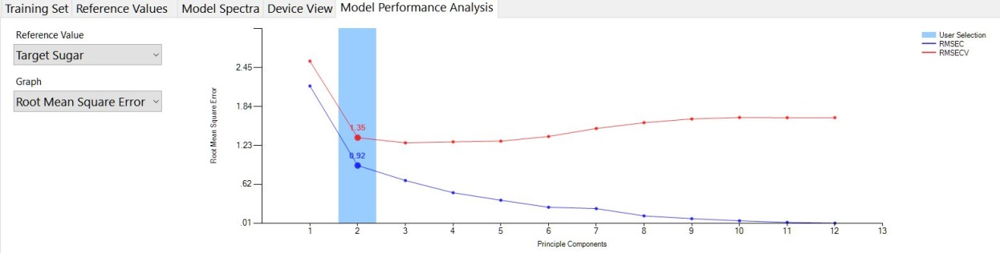 Training Set Reference Values Model Spectra Device View Model Performance Analysis
Reference Value
Target Sugar
Graph
Root Mean Square Error
Root Mean Square Error
2.45
1.84
1.23
.62
.01
1.35
0.92
1 2 3 4 5 6 7 8 9 10 11 12 13
Principle Components
User Selection
RMSEC
RMSECV